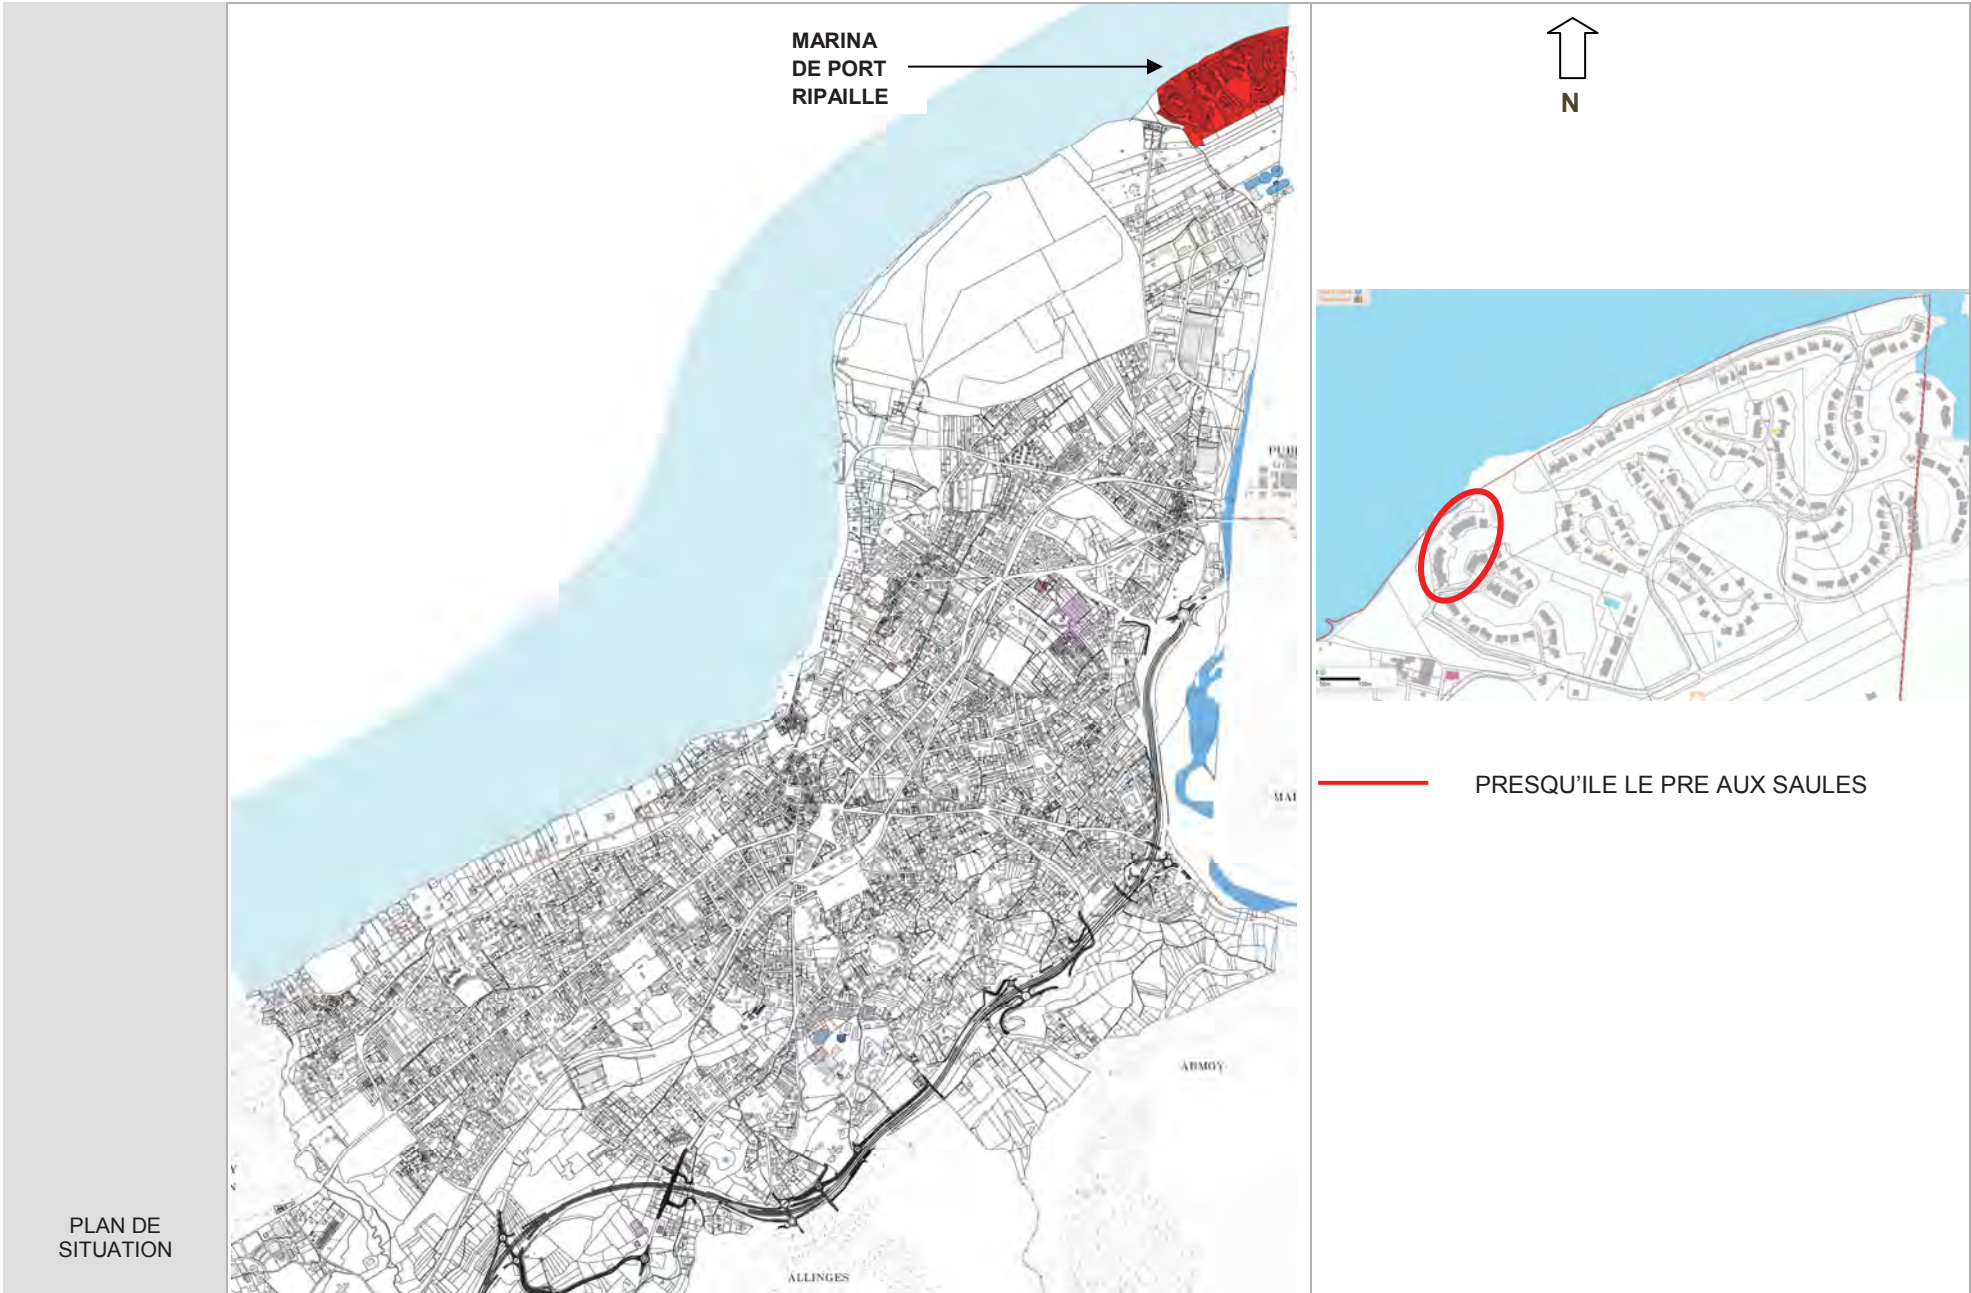 MARINA
DE PORT
RIPAILLE
N
PRESQU'ILE LE PRE AUX SAULES
ARMOY
ALLINGES
PLAN DE
SITUATION